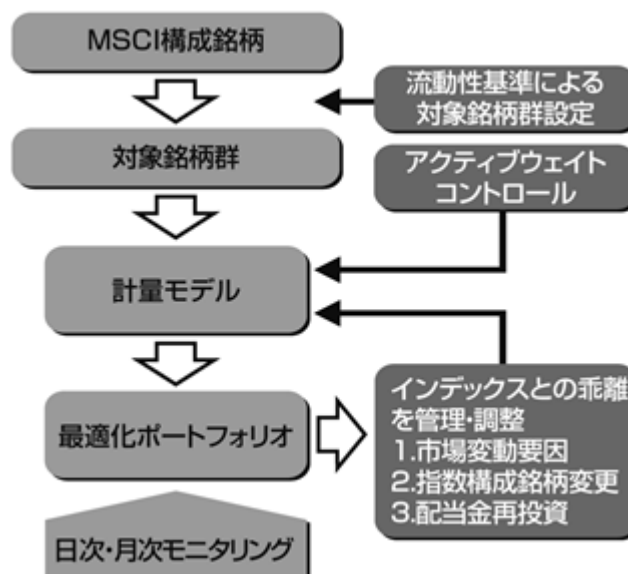 MSCI構成銘柄
流動性基準による
対象銘柄群設定
対象銘柄群
アクティブウェイト
コントロール
計量モデル
最適化ポートフォリオ
インデックスとの乖離
を管理・調整
1.市場変動要因
2.指数構成銘柄変更
3.配当金再投資
日次・月次モニタリング